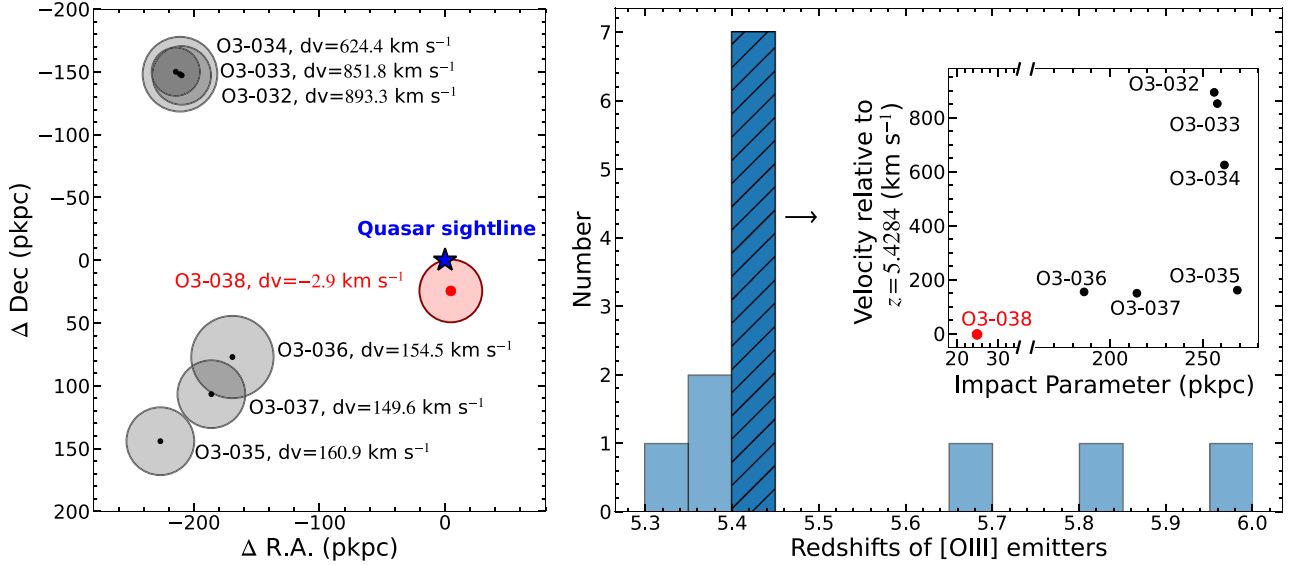 −200
−150
−100
−50
0
50
100
150
200
−200
−100
0
Δ Dec (pkpc)
Δ R.A. (pkpc)
O3-034, dv=624.4 km s⁻¹
O3-033, dv=851.8 km s⁻¹
O3-032, dv=893.3 km s⁻¹
Quasar sightline
O3-038, dv=−2.9 km s⁻¹
O3-036, dv=154.5 km s⁻¹
O3-037, dv=149.6 km s⁻¹
O3-035, dv=160.9 km s⁻¹
7
6
5
4
3
2
1
0
Number
5.3
5.4
5.5
5.6
5.7
5.8
5.9
6.0
Redshifts of [OIII] emitters
Velocity relative to
z = 5.4284 (km s⁻¹)
800
600
400
200
0
O3-032
O3-033
O3-034
O3-036
O3-035
O3-037
O3-038
20
30
200
250
Impact Parameter (pkpc)